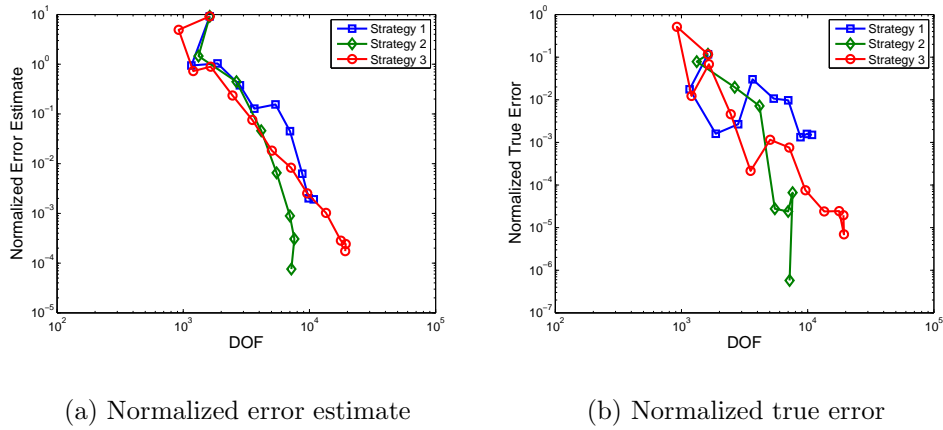 10^1
10^0
10^-1
10^-2
10^-3
10^-4
10^-5
Normalized Error Estimate
10^2
10^3
10^4
10^5
DOF
Strategy 1
Strategy 2
Strategy 3
(a) Normalized error estimate
10^0
10^-1
10^-2
10^-3
10^-4
10^-5
10^-6
10^-7
Normalized True Error
10^2
10^3
10^4
10^5
DOF
Strategy 1
Strategy 2
Strategy 3
(b) Normalized true error